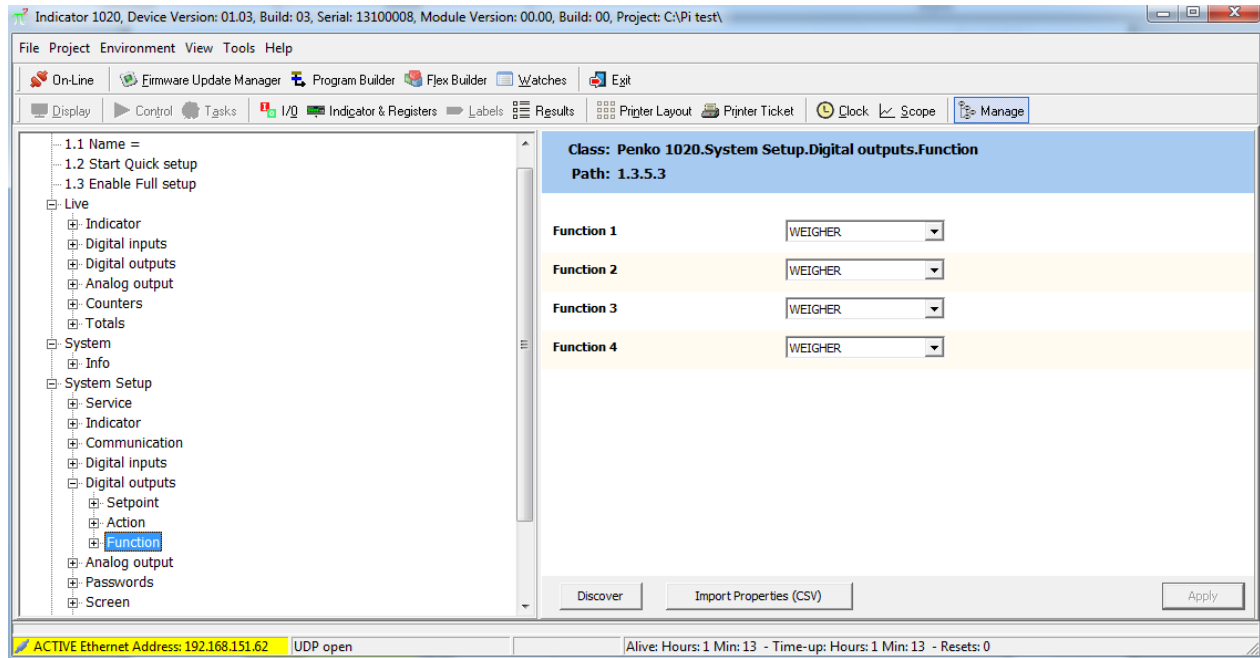 Indicator 1020, Device Version: 01.03, Build: 03, Serial: 13100008, Module Version: 00.00, Build: 00, Project: C:\Pi test\
File Project Environment View Tools Help
On-Line Firmware Update Manager Program Builder Flex Builder Watches Exit
Display Control Tasks I/O Indicator & Registers Labels Results Printer Layout Printer Ticket Clock Scope Manage
1.1 Name =
1.2 Start Quick setup
1.3 Enable Full setup
Live
Indicator
Digital inputs
Digital outputs
Analog output
Counters
Totals
System
Info
System Setup
Service
Indicator
Communication
Digital inputs
Digital outputs
Setpoint
Action
Function
Analog output
Passwords
Screen
Class: Penko 1020.System Setup.Digital outputs.Function
Path: 1.3.5.3
Function 1 WEIGHER
Function 2 WEIGHER
Function 3 WEIGHER
Function 4 WEIGHER
Discover Import Properties (CSV) Apply
ACTIVE Ethernet Address: 192.168.151.62 UDP open Alive: Hours: 1 Min: 13 - Time-up: Hours: 1 Min: 13 - Resets: 0